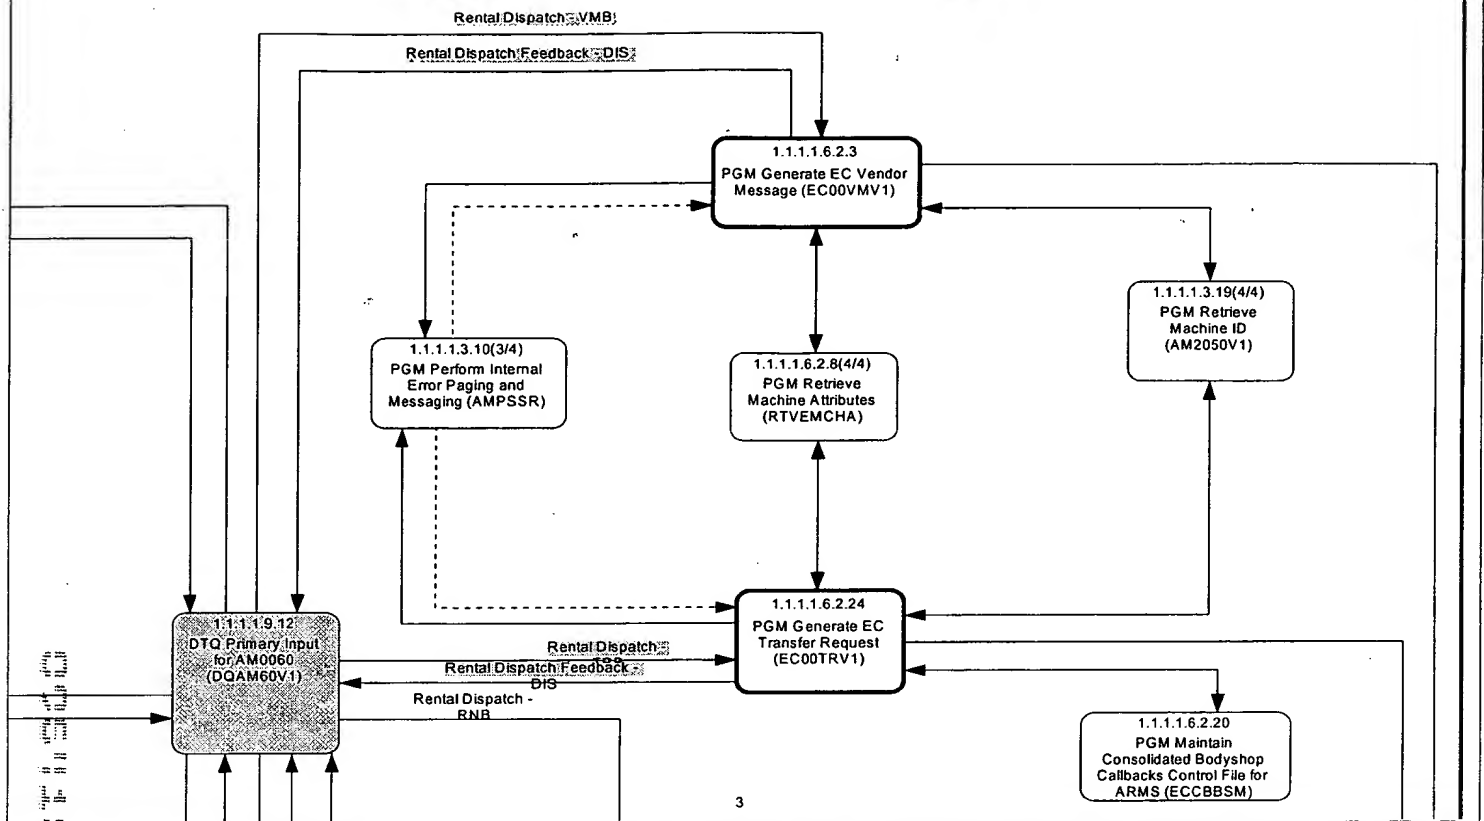 Rental Dispatch - VMB
Rental Dispatch Feedback - DIS
1.1.1.1.6.2.3
PGM Generate EC Vendor
Message (EC00VMV1)
1.1.1.1.3.19(4/4)
PGM Retrieve
Machine ID
(AM2050V1)
1.1.1.1.3.10(3/4)
PGM Perform Internal
Error Paging and
Messaging (AMPSSR)
1.1.1.1.6.2.8(4/4)
PGM Retrieve
Machine Attributes
(RTVEMCHA)
1.1.1.1.6.2.24
PGM Generate EC
Transfer Request
(EC00TRV1)
1.1.1.1.9.12
DTQ Primary Input
for AM0060
(DQAM60V1)
Rental Dispatch -
Rental Dispatch Feedback -
DIS
Rental Dispatch -
RNB
1.1.1.1.6.2.20
PGM Maintain
Consolidated Bodyshop
Callbacks Control File for
ARMS (ECCBBSM)
3